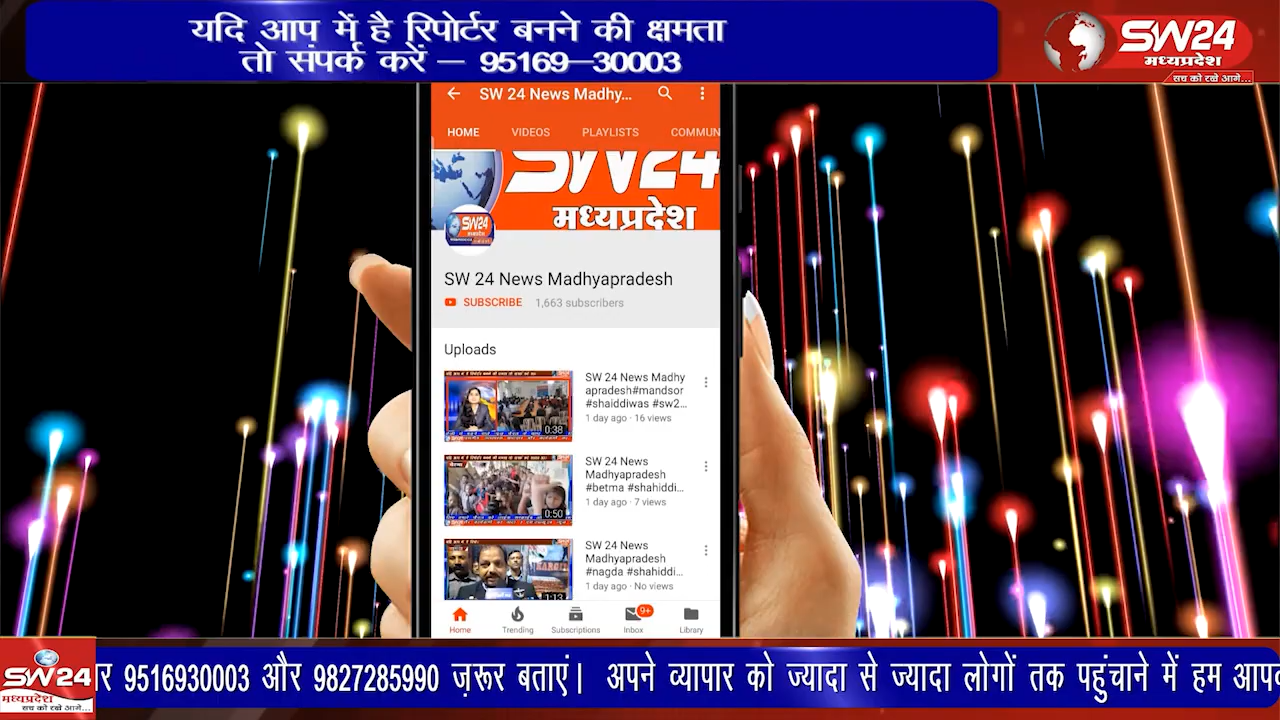 यदि आप में है रिपोर्टर बनने की क्षमता
तो संपर्क करें – 95169–30003
SW24
मध्यप्रदेश
सच को रखे आगे...
SW 24 News Madhy...
HOME VIDEOS PLAYLISTS COMMUN
SW24
मध्यप्रदेश
SW24
SW 24 News Madhyapradesh
SUBSCRIBE 1,663 subscribers
Uploads
SW 24 News Madhy
apradesh#mandsor
#shaiddiwas #sw2...
1 day ago · 16 views
0:38
SW 24 News
Madhyapradesh
#betma #shahiddi...
1 day ago · 7 views
0:50
SW 24 News
Madhyapradesh
#nagda #shahiddi...
1 day ago · No views
1:13
9+
Home Trending Subscriptions Inbox Library
SW24
मध्यप्रदेश
सच को रखे आगे...
र 9516930003 और 9827285990 ज़रूर बताएं। अपने व्यापार को ज्यादा से ज्यादा लोगों तक पहुंचाने में हम आपक